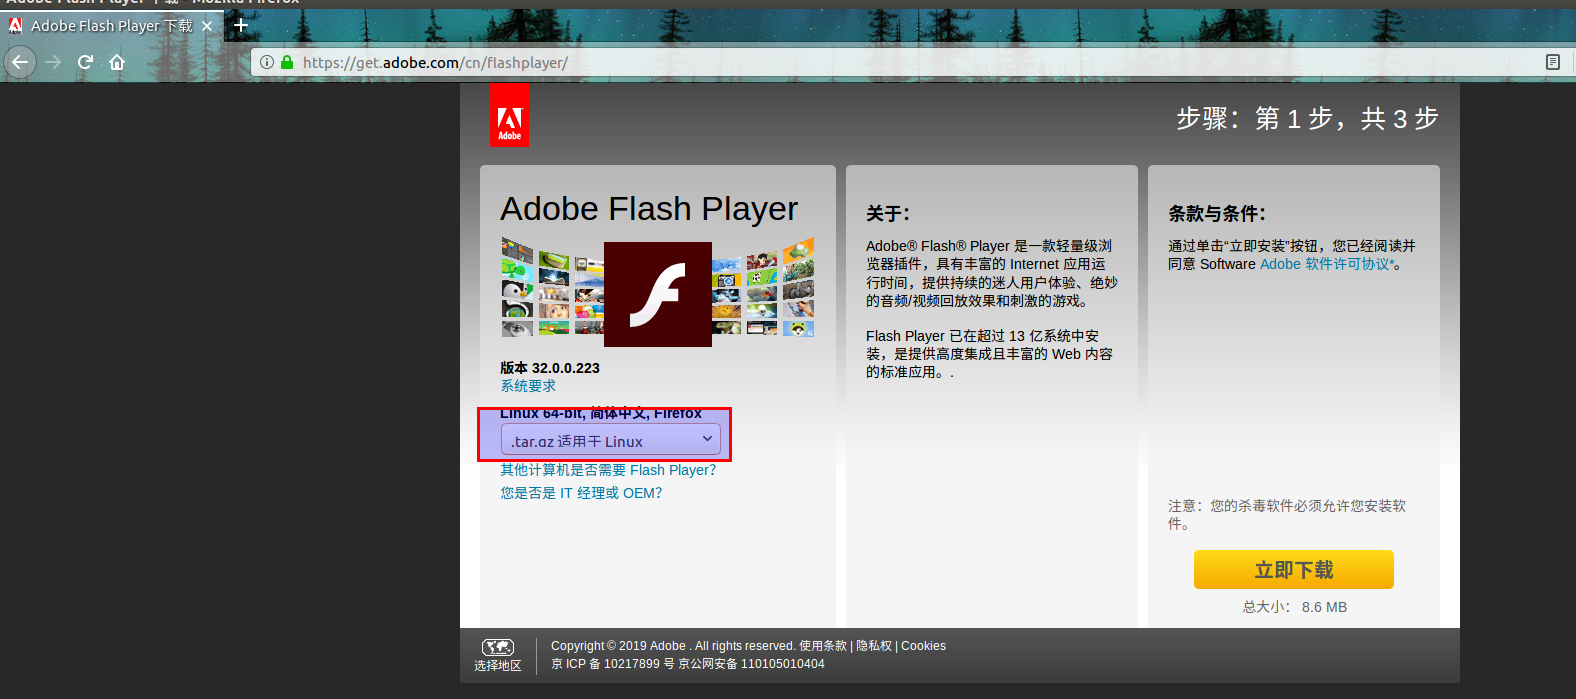 Adobe Flash Player 下载 - Mozilla Firefox
Adobe Flash Player 下载
https://get.adobe.com/cn/flashplayer/
Adobe
步骤：第 1 步，共 3 步
Adobe Flash Player
版本 32.0.0.223
系统要求
Linux 64-bit, 简体中文, Firefox
.tar.gz 适用于 Linux
其他计算机是否需要 Flash Player？
您是否是 IT 经理或 OEM？
关于：
Adobe® Flash® Player 是一款轻量级浏
览器插件，具有丰富的 Internet 应用运
行时间，提供持续的迷人用户体验、绝妙
的音频/视频回放效果和刺激的游戏。
Flash Player 已在超过 13 亿系统中安
装，是提供高度集成且丰富的 Web 内容
的标准应用。.
条款与条件：
通过单击“立即安装”按钮，您已经阅读并
同意 Software Adobe 软件许可协议*。
注意：您的杀毒软件必须允许您安装软
件。
立即下载
总大小： 8.6 MB
选择地区
Copyright © 2019 Adobe . All rights reserved. 使用条款 | 隐私权 | Cookies
京 ICP 备 10217899 号 京公网安备 110105010404